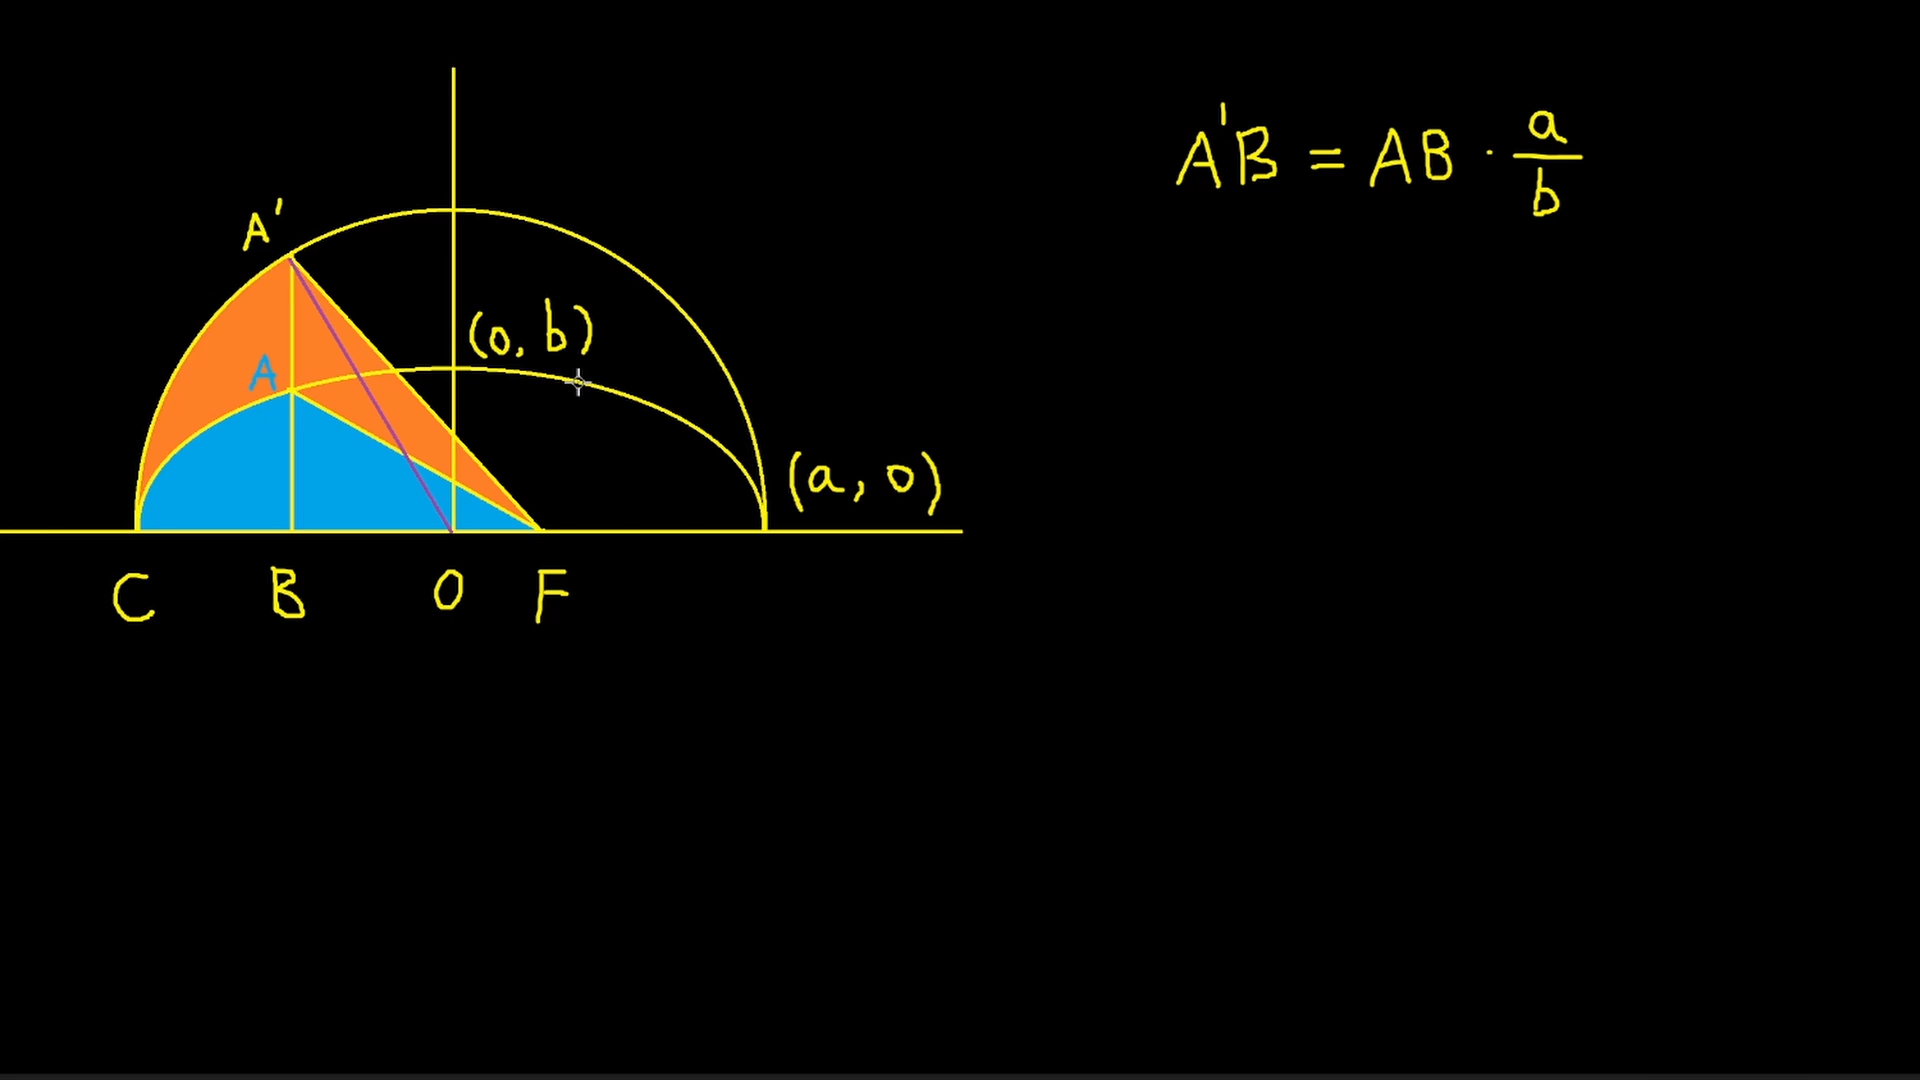 A'B = AB · a/b
A'
(0, b)
A
(a, 0)
C B O F